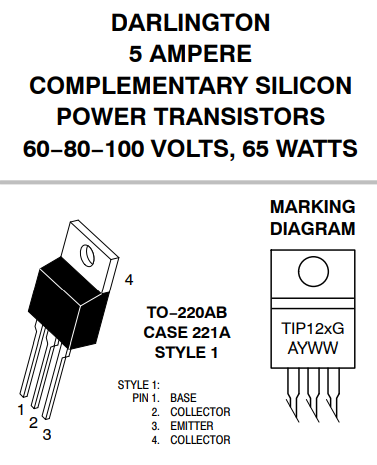 DARLINGTON
5 AMPERE
COMPLEMENTARY SILICON
POWER TRANSISTORS
60−80−100 VOLTS, 65 WATTS
MARKING
DIAGRAM
4
1
2
3
TO−220AB
CASE 221A
STYLE 1
TIP12xG
AYWW
STYLE 1:
PIN 1. BASE
2. COLLECTOR
3. EMITTER
4. COLLECTOR